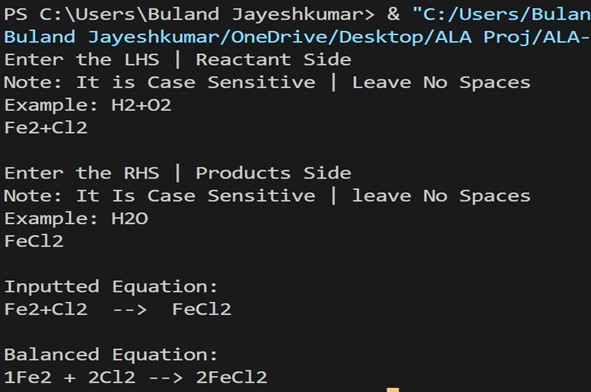 PS C:\Users\Buland Jayeshkumar> & "C:/Users/Bulan
Buland Jayeshkumar/OneDrive/Desktop/ALA Proj/ALA-
Enter the LHS | Reactant Side
Note: It is Case Sensitive | Leave No Spaces
Example: H2+O2
Fe2+Cl2
Enter the RHS | Products Side
Note: It Is Case Sensitive | leave No Spaces
Example: H2O
FeCl2
Inputted Equation:
Fe2+Cl2  -->  FeCl2
Balanced Equation:
1Fe2 + 2Cl2 --> 2FeCl2